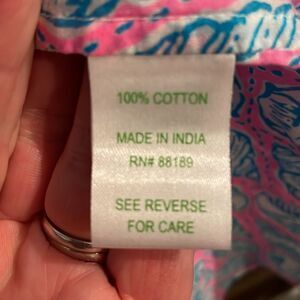 100% COTTON
MADE IN INDIA
RN# 88189
SEE REVERSE
FOR CARE